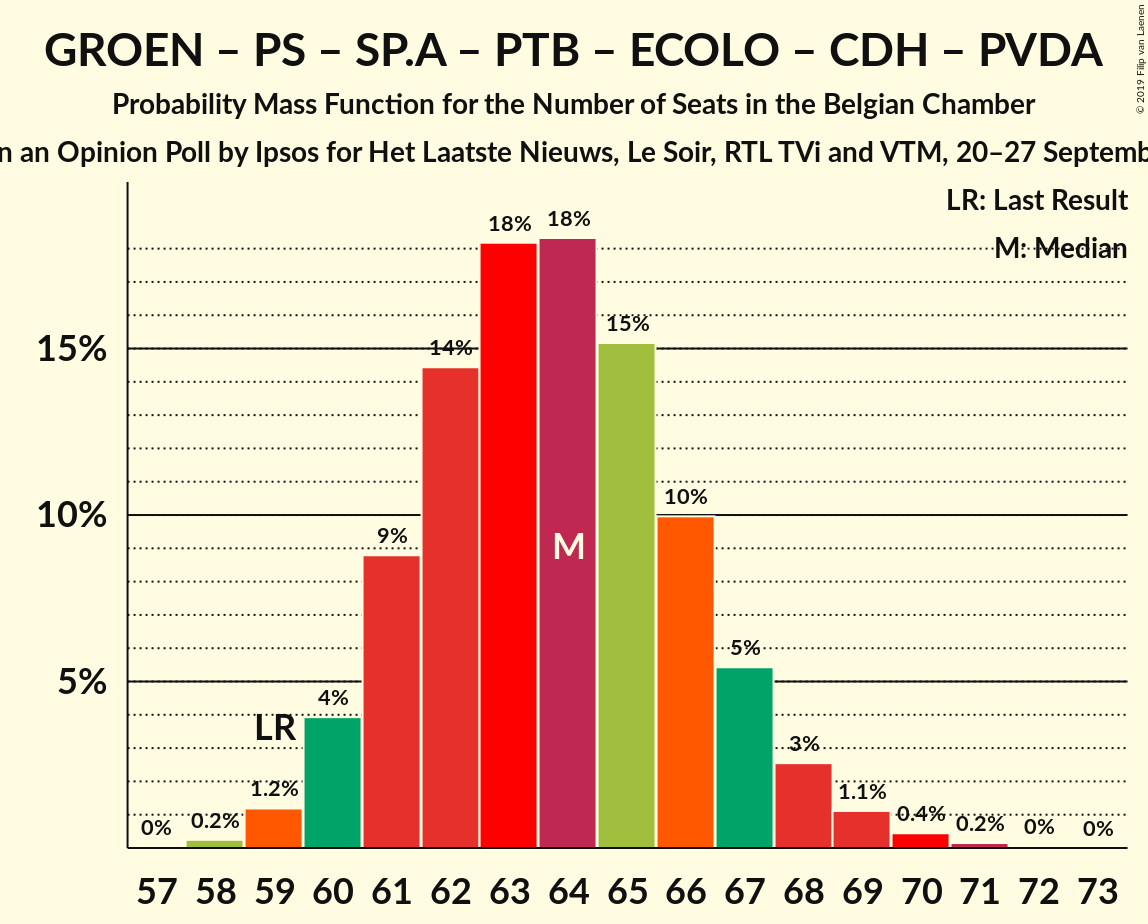 GROEN – PS – SP.A – PTB – ECOLO – CDH – PVDA
Probability Mass Function for the Number of Seats in the Belgian Chamber
n an Opinion Poll by Ipsos for Het Laatste Nieuws, Le Soir, RTL TVi and VTM, 20–27 Septemb
© 2019 Filip van Laenen
LR: Last Result
M: Median
18% 18%
15%
15%
14%
10%
10%
9%
M
5%
5%
4%
LR
3%
1.2% 1.1%
0% 0.2% 0.4% 0.2% 0% 0%
57 58 59 60 61 62 63 64 65 66 67 68 69 70 71 72 73